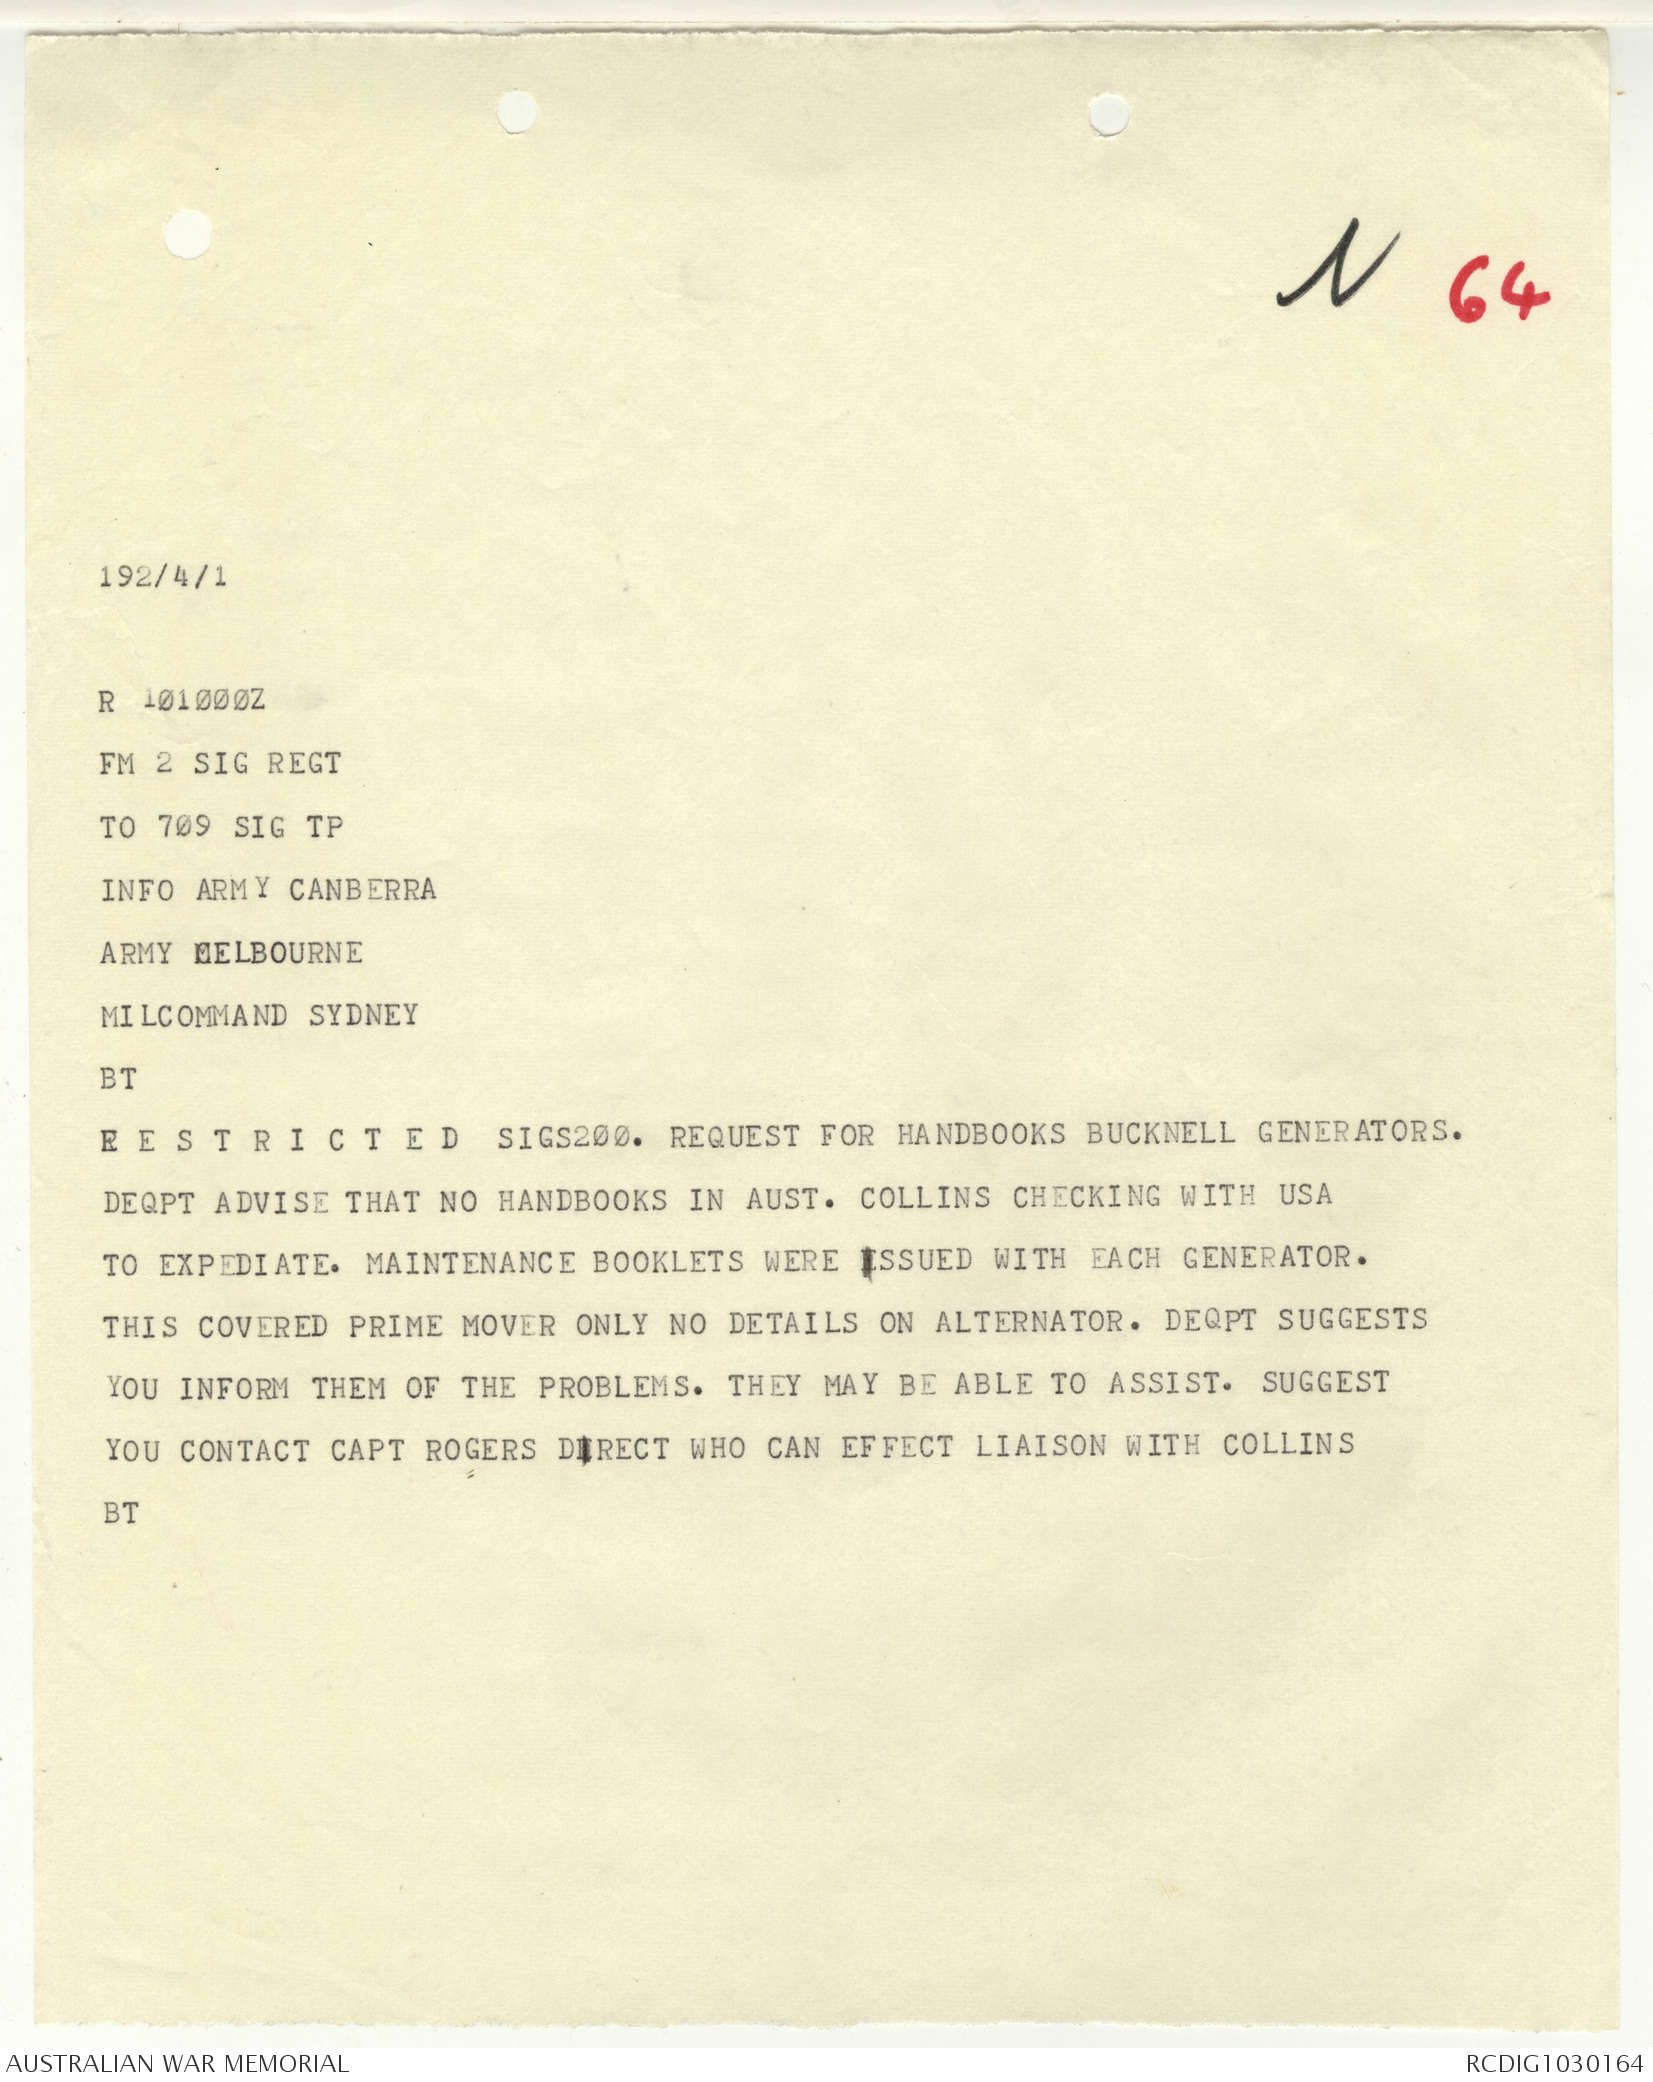 N 64
192/4/1
R 101000Z
FM 2 SIG REGT
TO 709 SIG TP
INFO ARMY CANBERRA
ARMY MELBOURNE
MILCOMMAND SYDNEY
BT
R E S T R I C T E D SIGS200. REQUEST FOR HANDBOOKS BUCKNELL GENERATORS.
DEQPT ADVISE THAT NO HANDBOOKS IN AUST. COLLINS CHECKING WITH USA
TO EXPEDIATE. MAINTENANCE BOOKLETS WERE ISSUED WITH EACH GENERATOR.
THIS COVERED PRIME MOVER ONLY NO DETAILS ON ALTERNATOR. DEQPT SUGGESTS
YOU INFORM THEM OF THE PROBLEMS. THEY MAY BE ABLE TO ASSIST. SUGGEST
YOU CONTACT CAPT ROGERS DIRECT WHO CAN EFFECT LIAISON WITH COLLINS
BT
AUSTRALIAN WAR MEMORIAL RCDIG1030164